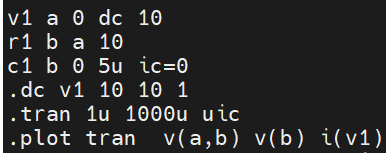 v1 a 0 dc 10
r1 b a 10
c1 b 0 5u ic=0
.dc v1 10 10 1
.tran 1u 1000u uic
.plot tran  v(a,b) v(b) i(v1)